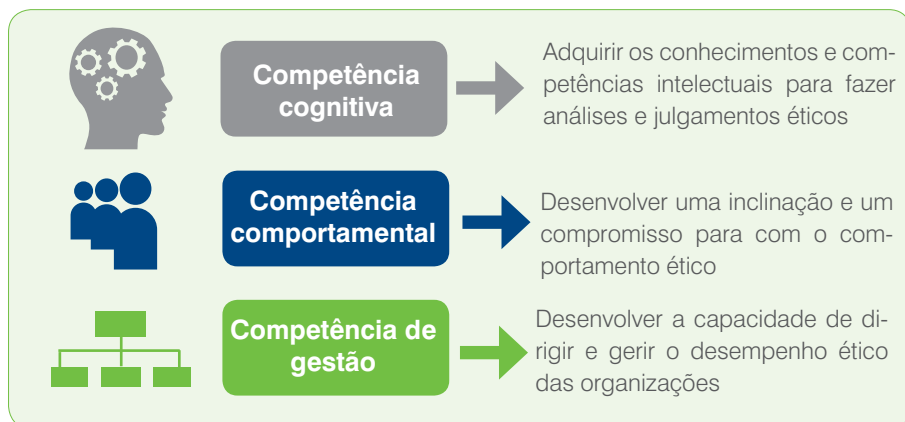 Competência
cognitiva
Adquirir os conhecimentos e com-
petências intelectuais para fazer
análises e julgamentos éticos
Competência
comportamental
Desenvolver uma inclinação e um
compromisso para com o com-
portamento ético
Competência de
gestão
Desenvolver a capacidade de di-
rigir e gerir o desempenho ético
das organizações